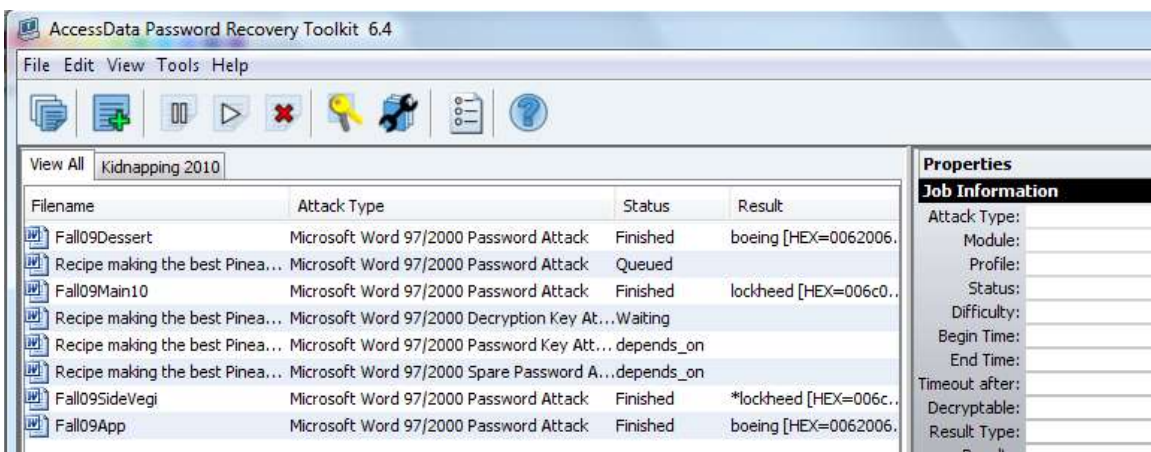 AccessData Password Recovery Toolkit 6.4
File Edit View Tools Help
View All Kidnapping 2010
Filename Attack Type Status Result
Fall09Dessert Microsoft Word 97/2000 Password Attack Finished boeing [HEX=0062006.
Recipe making the best Pinea... Microsoft Word 97/2000 Password Attack Queued
Fall09Main10 Microsoft Word 97/2000 Password Attack Finished lockheed [HEX=006c0..
Recipe making the best Pinea... Microsoft Word 97/2000 Decryption Key At... Waiting
Recipe making the best Pinea... Microsoft Word 97/2000 Password Key Att... depends_on
Recipe making the best Pinea... Microsoft Word 97/2000 Spare Password A... depends_on
Fall09SideVegi Microsoft Word 97/2000 Password Attack Finished *lockheed [HEX=006c..
Fall09App Microsoft Word 97/2000 Password Attack Finished boeing [HEX=0062006.
Properties
Job Information
Attack Type:
Module:
Profile:
Status:
Difficulty:
Begin Time:
End Time:
Timeout after:
Decryptable:
Result Type: